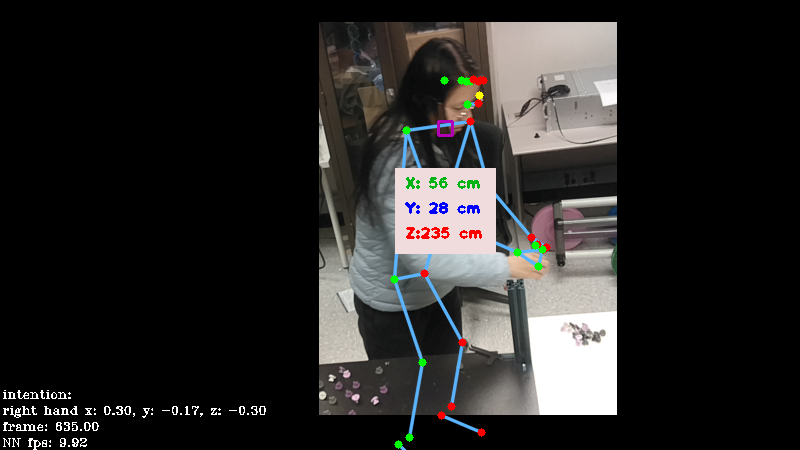 X: 56 cm
Y: 28 cm
Z:235 cm
intention:
right hand x: 0.30, y: -0.17, z: -0.30
frame: 635.00
NN fps: 9.92